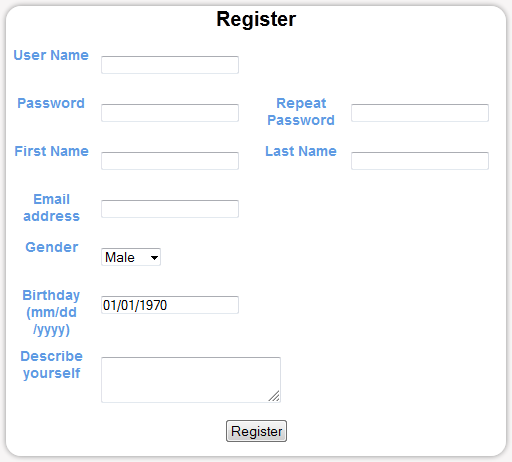 Register
User Name
Password
Repeat
Password
First Name
Last Name
Email
address
Gender
Male
Birthday
(mm/dd
/yyyy)
01/01/1970
Describe
yourself
Register